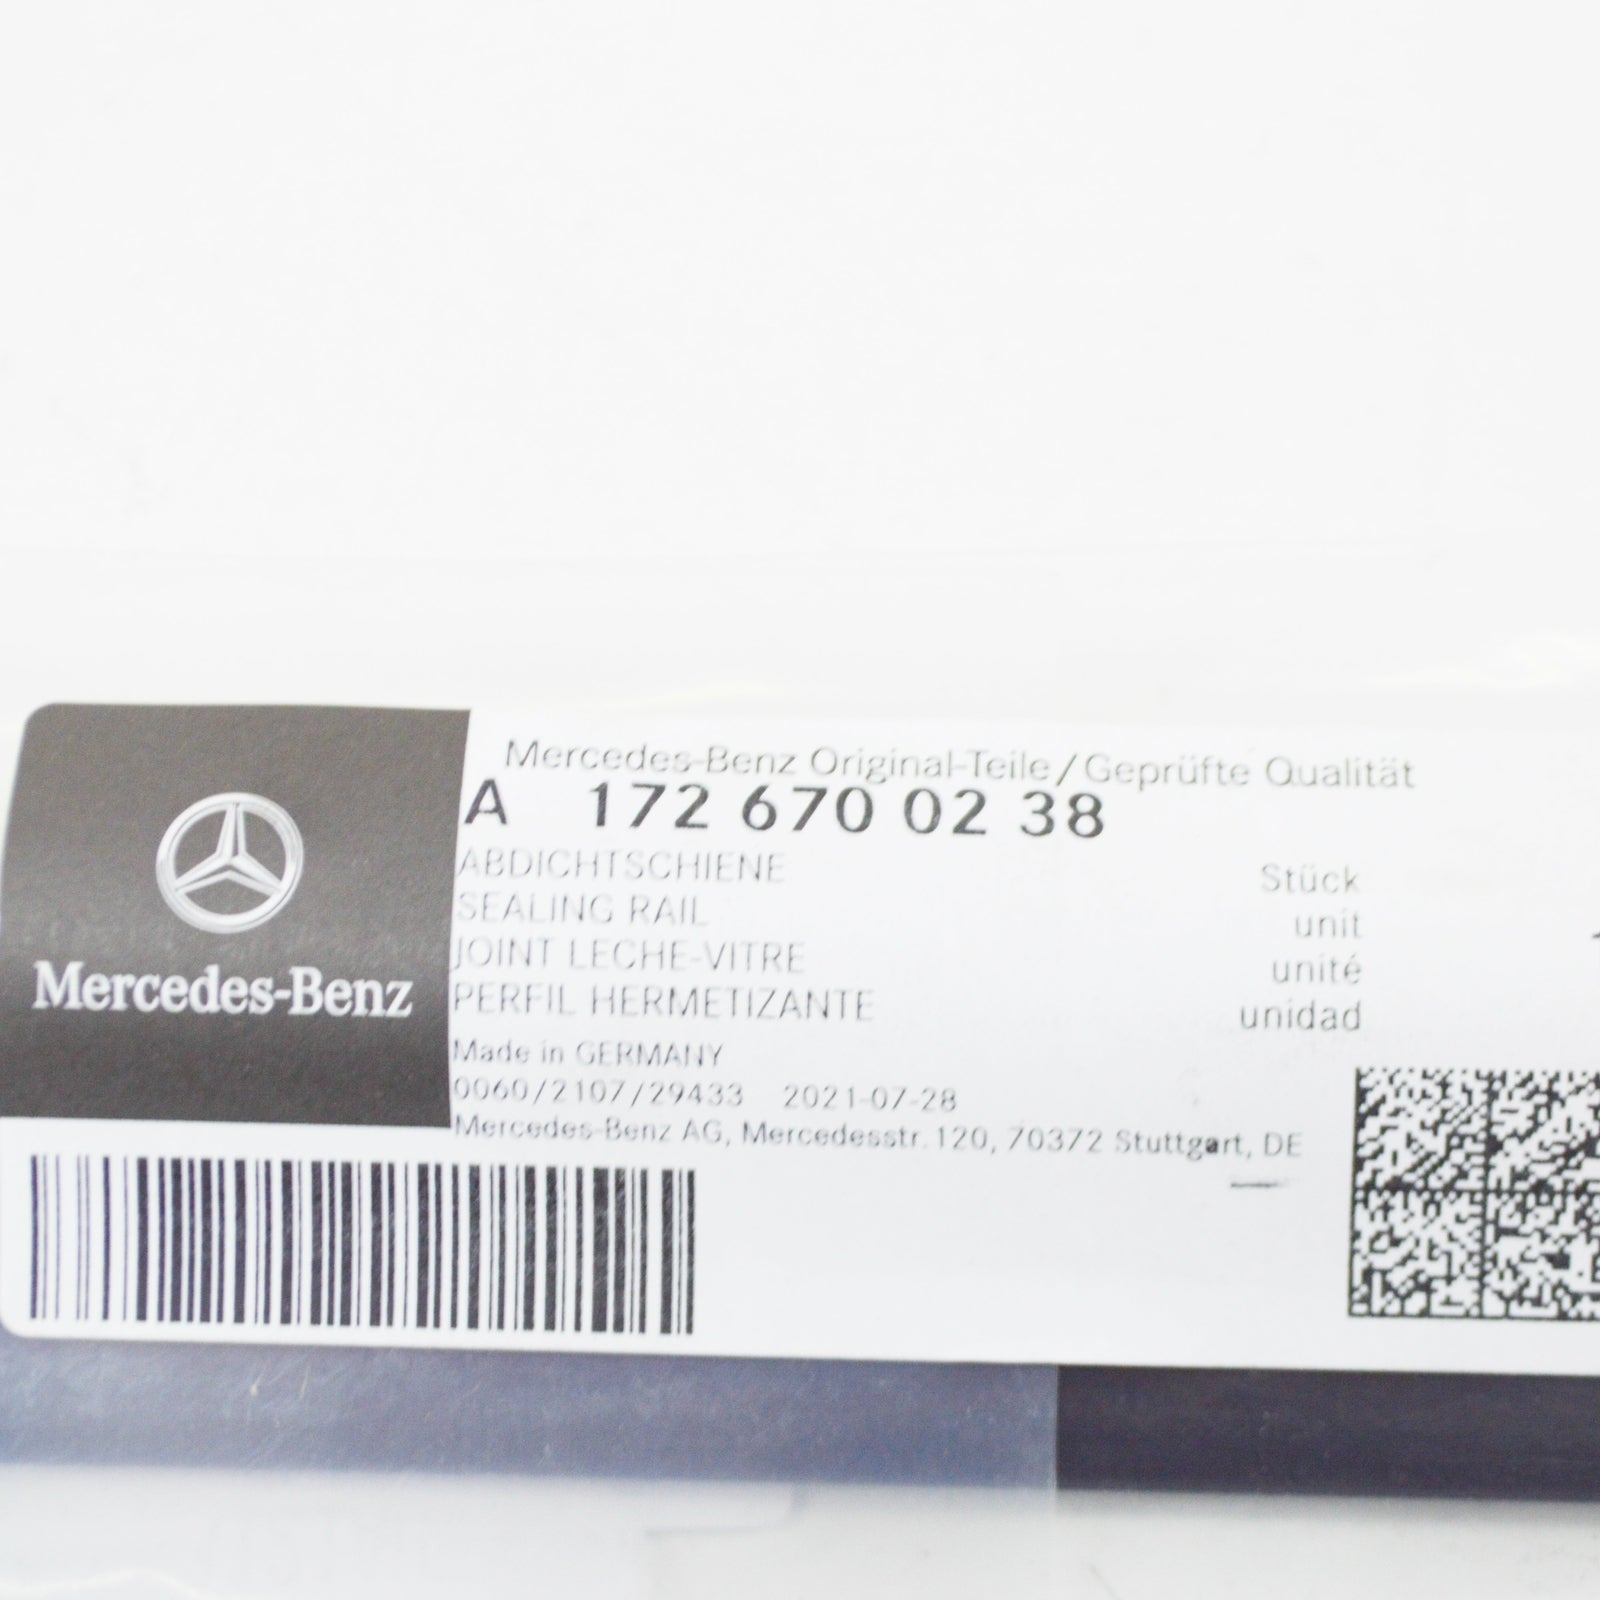 Mercedes-Benz
Mercedes-Benz Original-Teile/Geprüfte Qualität
A 172 670 02 38
ABDICHTSCHIENE
SEALING RAIL
JOINT LECHE-VITRE
PERFIL HERMETIZANTE
Stück
unit
unité
unidad
Made in GERMANY
0060/2107/29433 2021-07-28
Mercedes-Benz AG, Mercedesstr.120, 70372 Stuttgart, DE